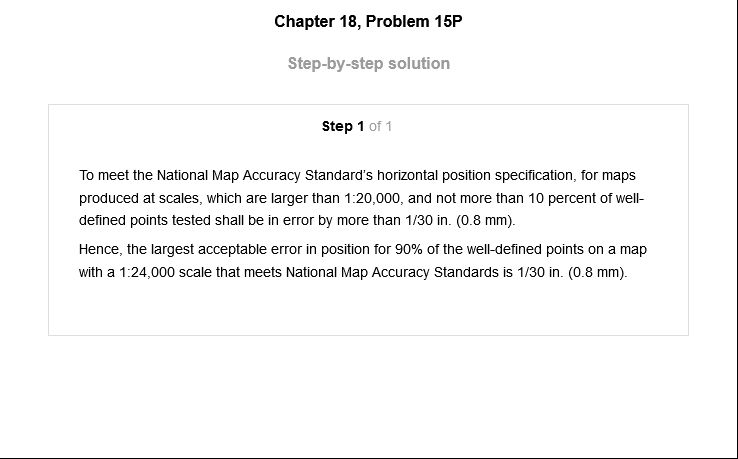 Chapter 18, Problem 15P
Step-by-step solution
Step 1 of 1
To meet the National Map Accuracy Standard's horizontal position specification, for maps
produced at scales, which are larger than 1:20,000, and not more than 10 percent of well-
defined points tested shall be in error by more than 1/30 in. (0.8 mm).
Hence, the largest acceptable error in position for 90% of the well-defined points on a map
with a 1:24,000 scale that meets National Map Accuracy Standards is 1/30 in. (0.8 mm).